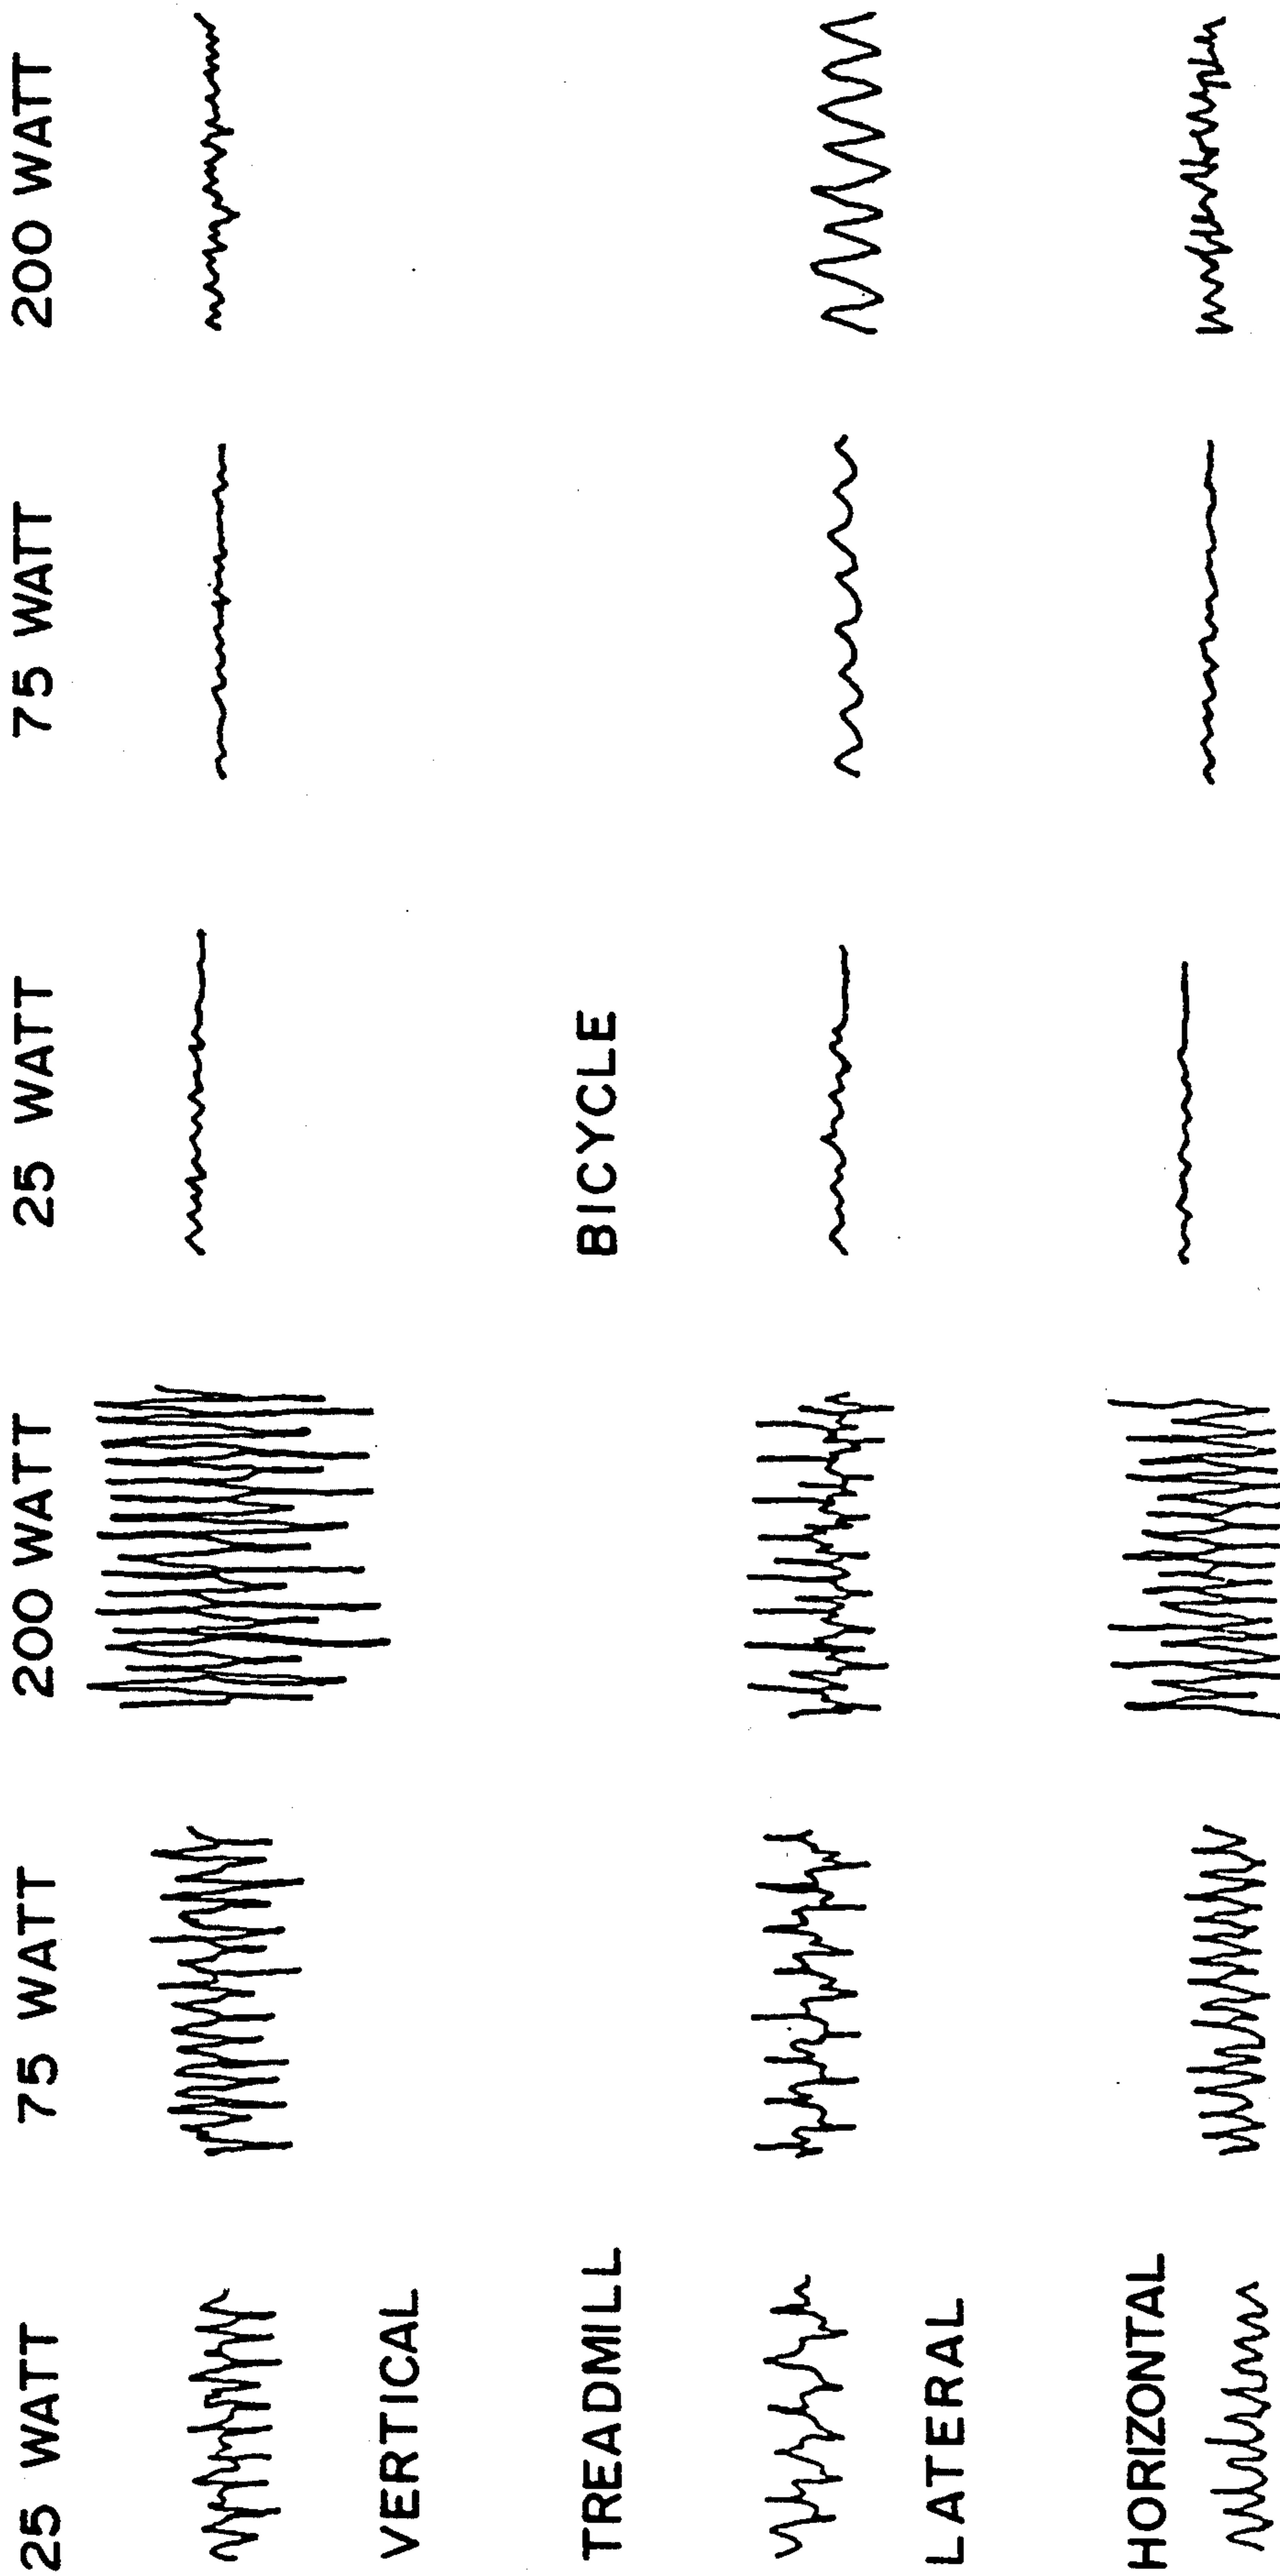 25 WATT 75 WATT 200 WATT 25 WATT 75 WATT 200 WATT
VERTICAL
TREADMILL BICYCLE
LATERAL
HORIZONTAL